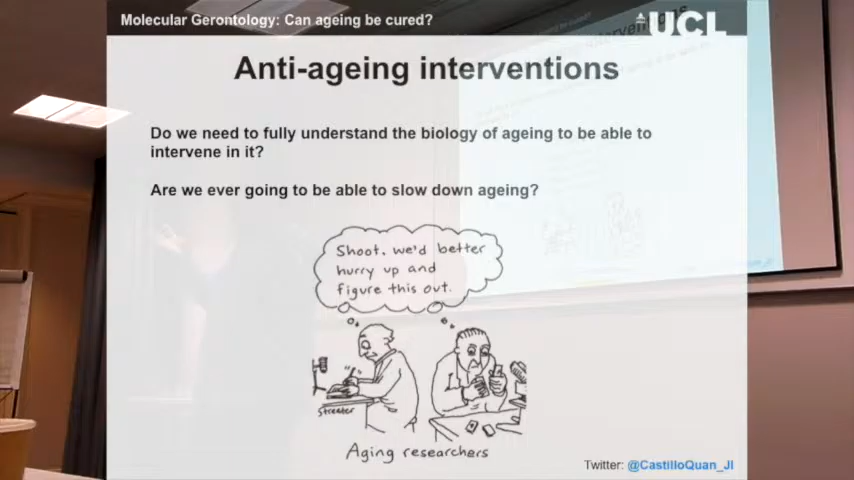 Molecular Gerontology: Can ageing be cured?
UCL
Anti-ageing interventions
Do we need to fully understand the biology of ageing to be able to
intervene in it?
Are we ever going to be able to slow down ageing?
Shoot, we'd better
hurry up and
figure this out.
Streeter
Aging researchers
Twitter: @CastilloQuan_JI